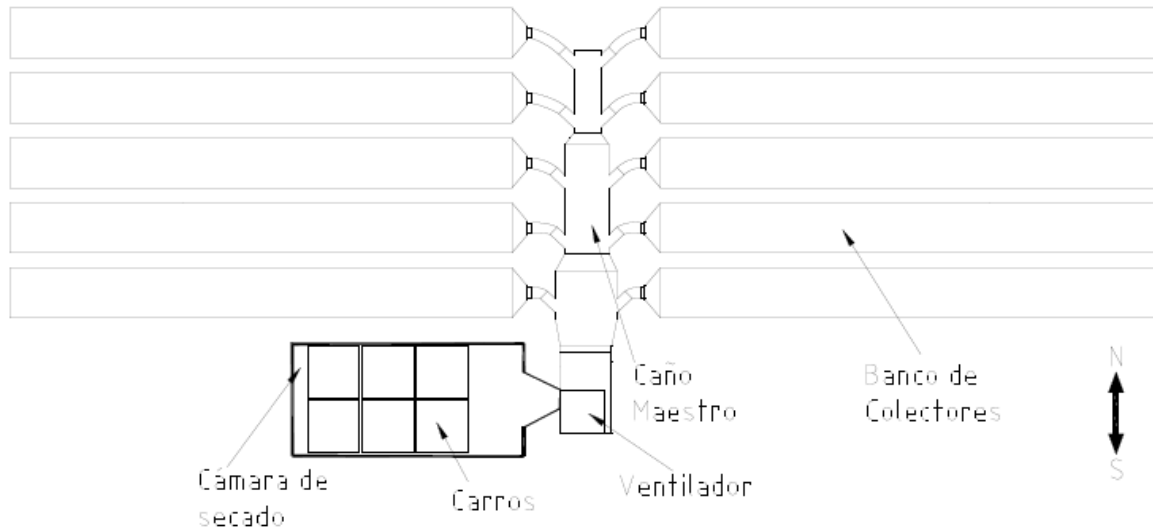 Caño
Maestro
Banco de
Colectores
N
S
Cámara de
secado
Carros
Ventilador